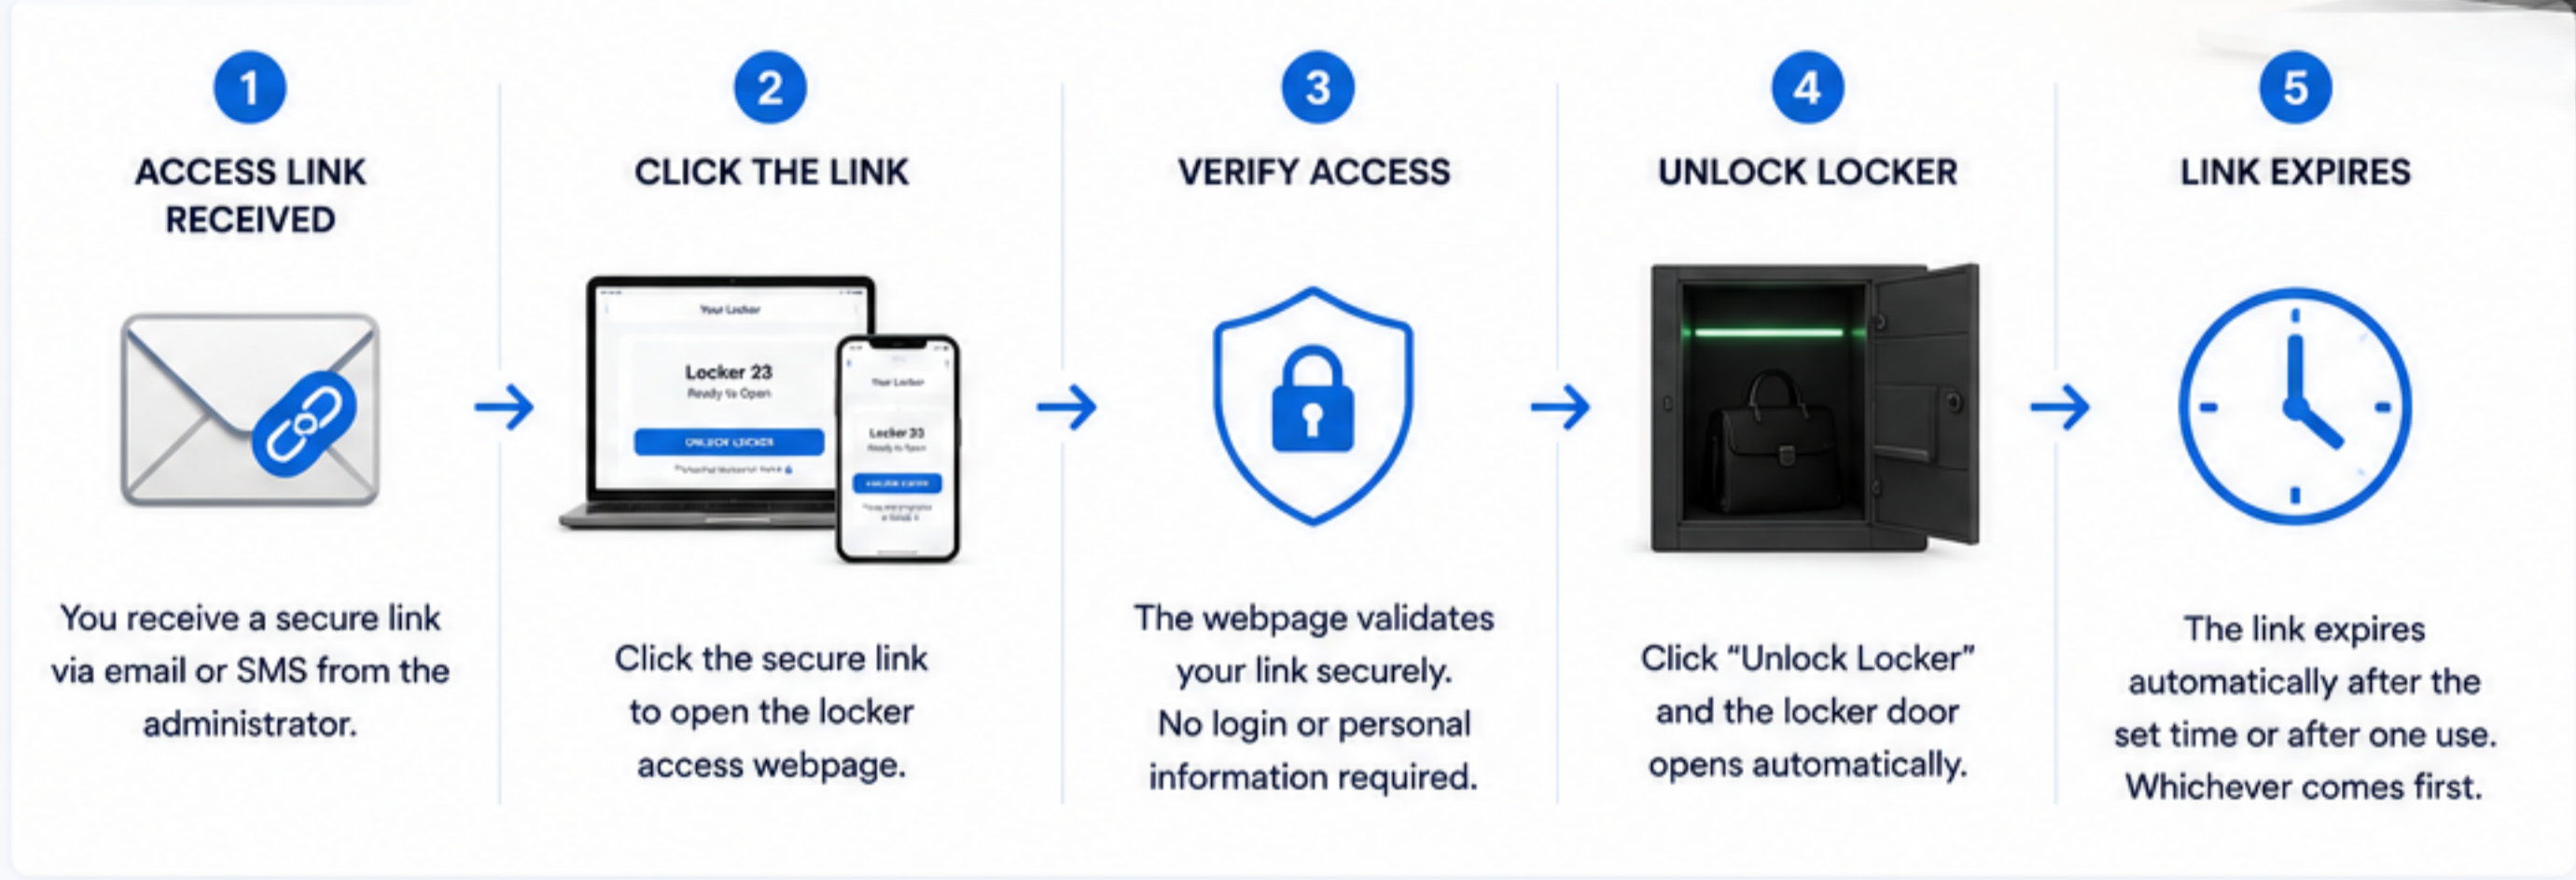 1
ACCESS LINK
RECEIVED
You receive a secure link
via email or SMS from the
administrator.
2
CLICK THE LINK
Your Locker
Locker 23
Ready to Open
UNLOCK LOCKER
Your Locker
Ready to Open
Click the secure link
to open the locker
access webpage.
3
VERIFY ACCESS
The webpage validates
your link securely.
No login or personal
information required.
4
UNLOCK LOCKER
Click “Unlock Locker”
and the locker door
opens automatically.
5
LINK EXPIRES
The link expires
automatically after the
set time or after one use.
Whichever comes first.